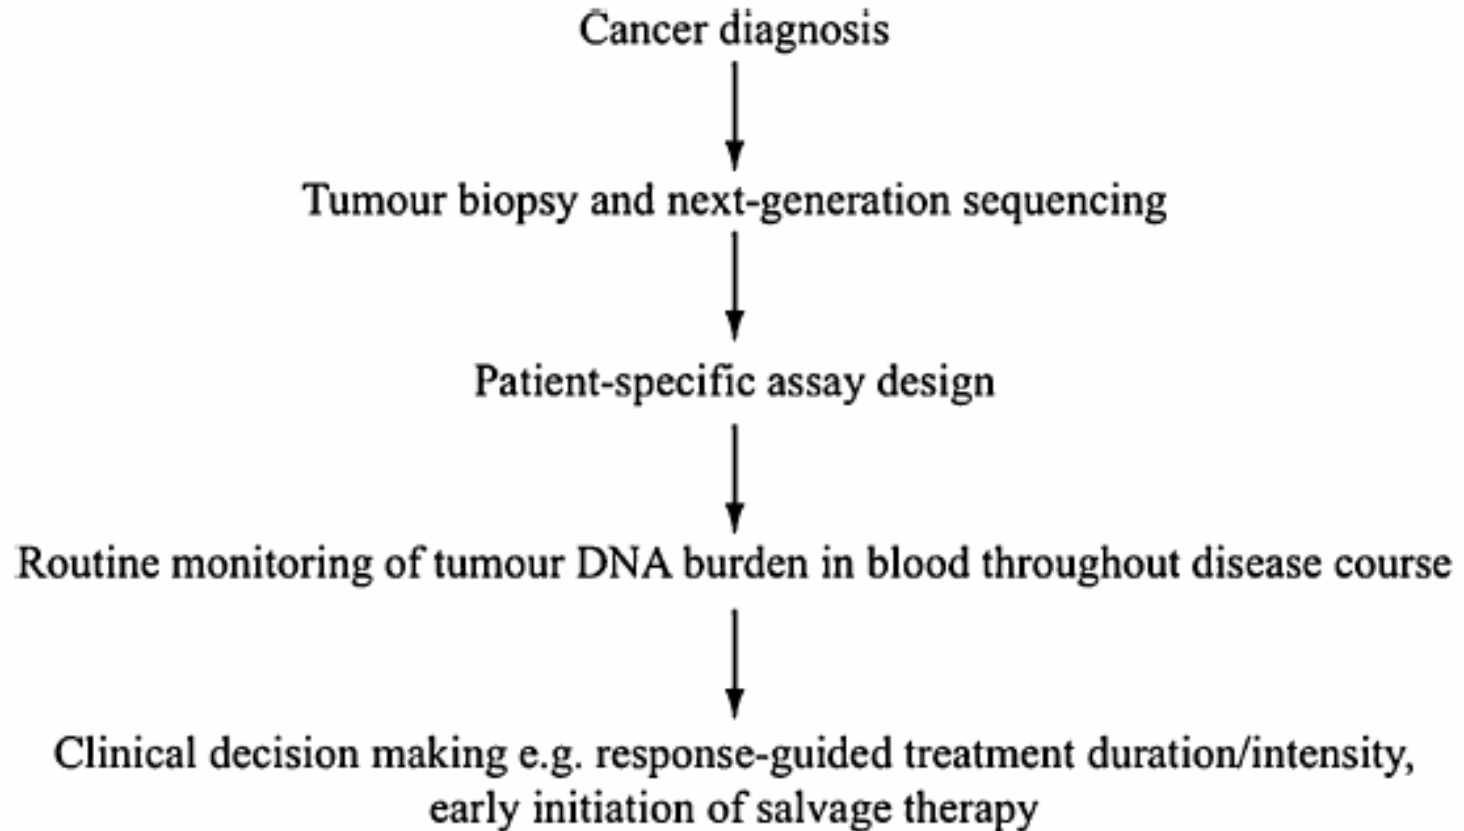 Cancer diagnosis
Tumour biopsy and next-generation sequencing
Patient-specific assay design
Routine monitoring of tumour DNA burden in blood throughout disease course
Clinical decision making e.g. response-guided treatment duration/intensity,
early initiation of salvage therapy